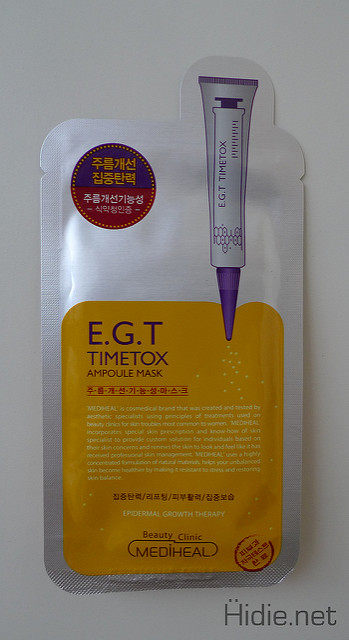 주름개선
집중탄력
주름개선기능성
- 식약청인증 -
E.G.T TIMETOX
E.G.T
TIMETOX
AMPOULE MASK
주·름·개·선·기·능·성·마·스·크
'MEDIHEAL' is cosmedical brand that was created and tested by
aesthetic specialists using principles of treatments used on
beauty clinics for skin troubles most common to women. 'MEDIHEAL'
incorporates special skin prescription and know-how of skin
specialist to provide custom solution for individuals based on
their skin concerns and remove the skin to look and feel like it has
received professional skin management. 'MEDIHEAL' uses a highly
concentrated formulation of natural materials, helps your unbalanced
skin become healthier by making it resistant to stress and restoring
skin balance.
집중탄력/리프팅/피부활력/집중보습
EPIDERMAL GROWTH THERAPY
Beauty Clinic
MEDIHEAL
피부과
완료
Hidie.net